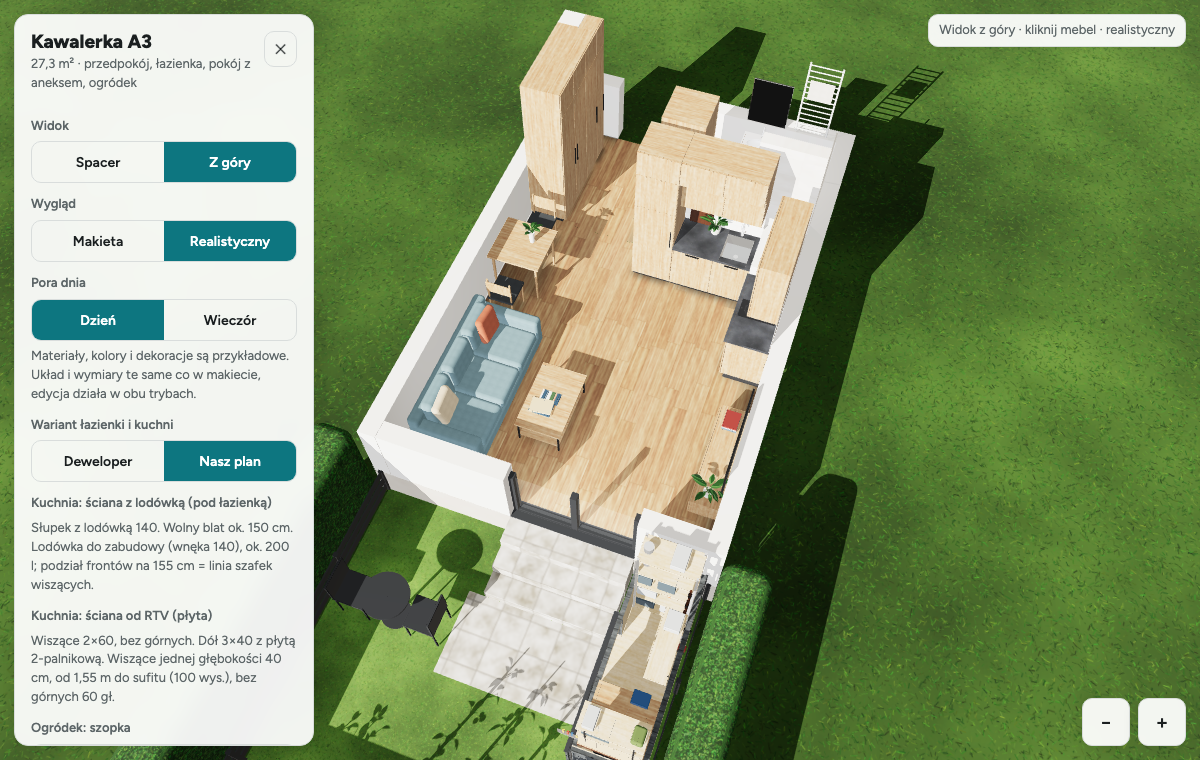 Kawalerka A3
27,3 m² · przedpokój, łazienka, pokój z
aneksem, ogródek
Widok
Spacer
Z góry
Wygląd
Makieta
Realistyczny
Pora dnia
Dzień
Wieczór
Materiały, kolory i dekoracje są przykładowe.
Układ i wymiary te same co w makiecie,
edycja działa w obu trybach.
Wariant łazienki i kuchni
Deweloper
Nasz plan
Kuchnia: ściana z lodówką (pod łazienką)
Słupek z lodówką 140. Wolny blat ok. 150 cm.
Lodówka do zabudowy (wnęka 140), ok. 200
l; podział frontów na 155 cm = linia szafek
wiszących.
Kuchnia: ściana od RTV (płyta)
Wiszące 2×60, bez górnych. Dół 3×40 z płytą
2-palnikową. Wiszące jednej głębokości 40
cm, od 1,55 m do sufitu (100 wys.), bez
górnych 60 gł.
Ogródek: szopka
Widok z góry · kliknij mebel · realistyczny
−
+